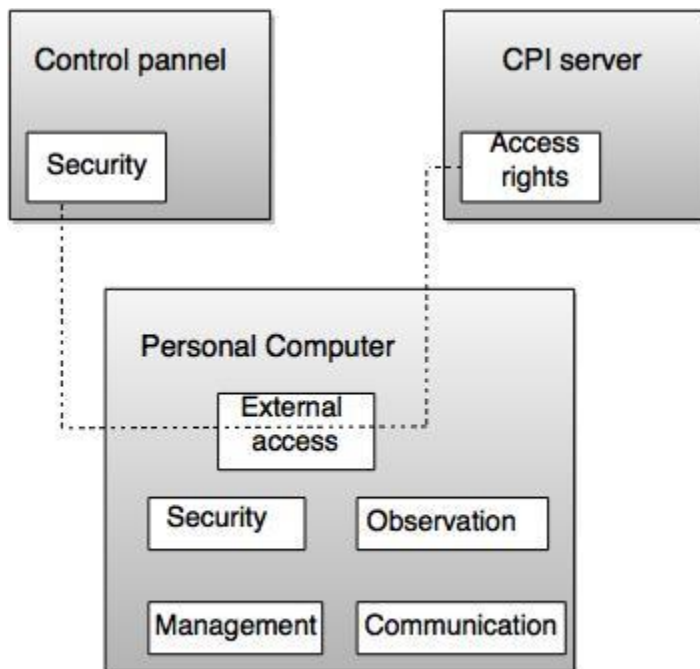 Control pannel
Security
CPI server
Access
rights
Personal Computer
External
access
Security
Observation
Management
Communication